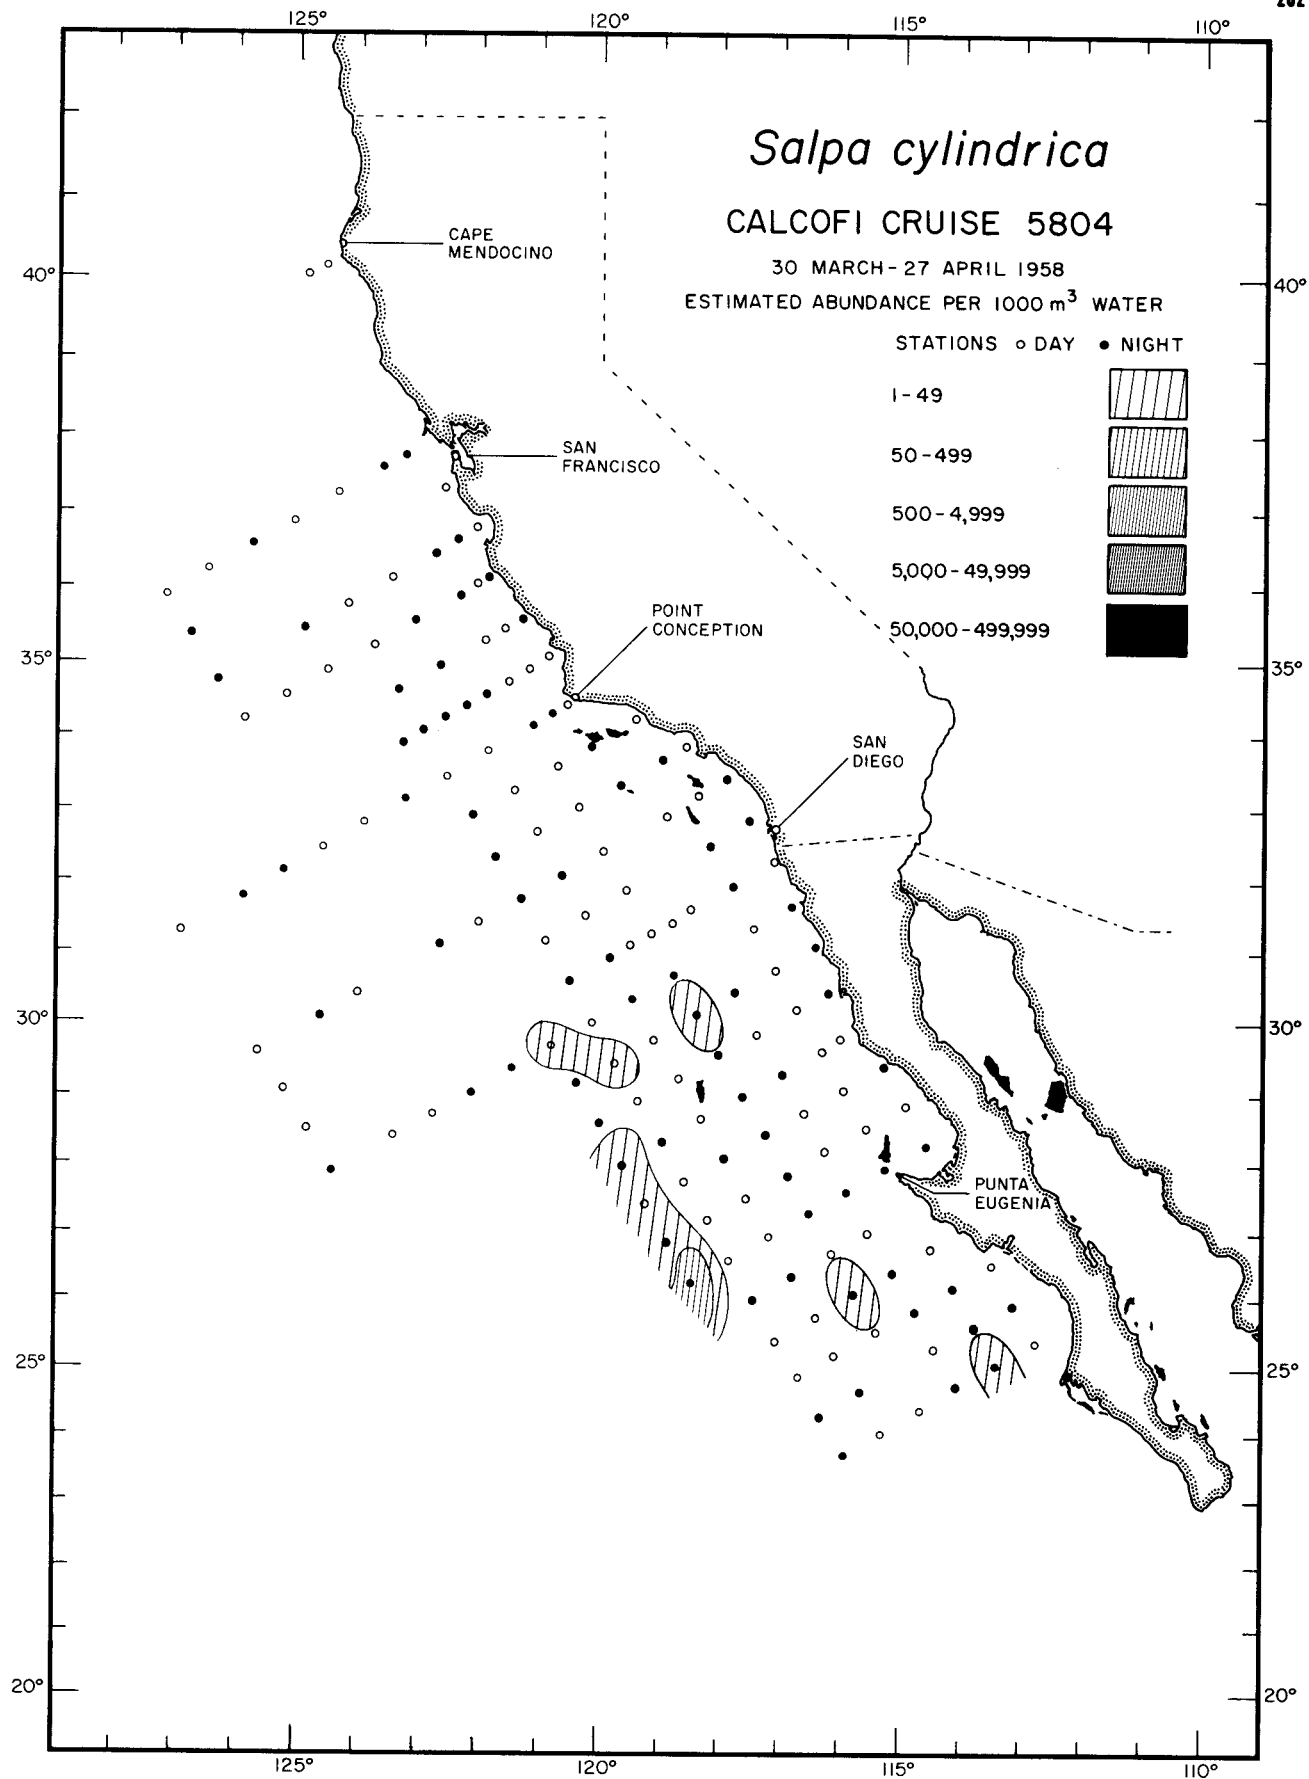 202
125° 120° 115° 110°
Salpa cylindrica
CALCOFI CRUISE 5804
30 MARCH - 27 APRIL 1958
ESTIMATED ABUNDANCE PER 1000 m³ WATER
STATIONS ○ DAY ● NIGHT
1 - 49
50 - 499
500 - 4,999
5,000 - 49,999
50,000 - 499,999
CAPE
MENDOCINO
40° 40°
SAN
FRANCISCO
POINT
CONCEPTION
35° 35°
SAN
DIEGO
30° 30°
PUNTA
EUGENIA
25° 25°
20° 20°
125° 120° 115° 110°